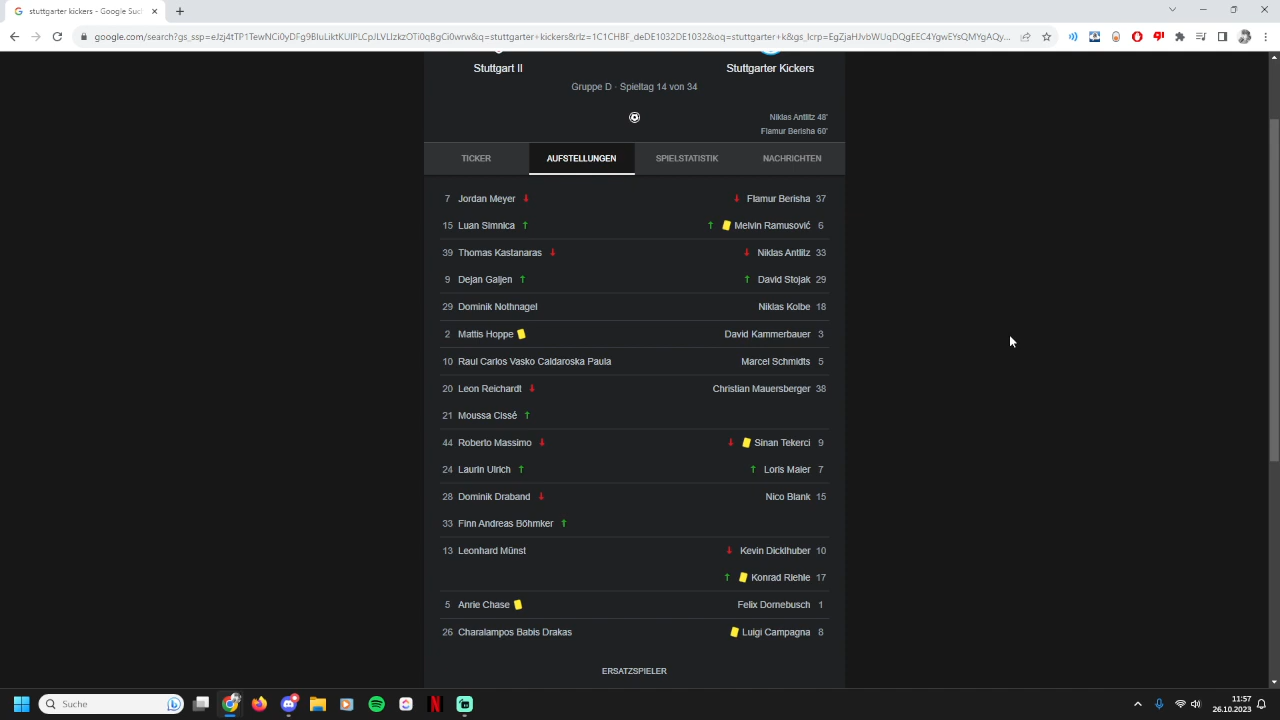 stuttgarter kickers - Google Suc
google.com/search?gs_ssp=eJzj4tTP1TewNCi0yDFg9BIuLiktKUlPLCpJLVLIzkzOTi0qBgCi0wrw&q=stuttgarter+kickers&rlz=1C1CHBF_deDE1032DE1032&oq=stuttgarter+k&gs_lcrp=EgZjaHJvbWUqDQgEEC4YgwEYsQMYgAQy...
Stuttgart II
Stuttgarter Kickers
Gruppe D · Spieltag 14 von 34
Niklas Antlitz 48'
Flamur Berisha 60'
TICKER AUFSTELLUNGEN SPIELSTATISTIK NACHRICHTEN
7 Jordan Meyer Flamur Berisha 37
15 Luan Simnica Melvin Ramusović 6
39 Thomas Kastanaras Niklas Antlitz 33
9 Dejan Galjen David Stojak 29
29 Dominik Nothnagel Niklas Kolbe 18
2 Mattis Hoppe David Kammerbauer 3
10 Raul Carlos Vasko Caldaroska Paula Marcel Schmidts 5
20 Leon Reichardt Christian Mauersberger 38
21 Moussa Cissé
44 Roberto Massimo Sinan Tekerci 9
24 Laurin Ulrich Loris Maier 7
28 Dominik Draband Nico Blank 15
33 Finn Andreas Böhmker
13 Leonhard Münst Kevin Dicklhuber 10
Konrad Riehle 17
5 Anrie Chase Felix Dornebusch 1
26 Charalampos Babis Drakas Luigi Campagna 8
ERSATZSPIELER
Suche
11:57
26.10.2023